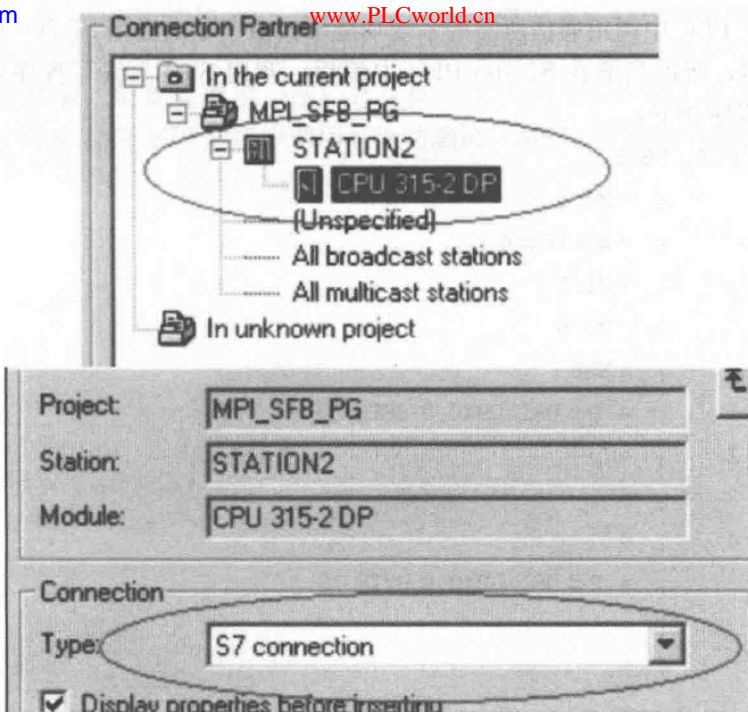 m
www.PLCworld.cn
Connection Partner
In the current project
MPI_SFB_PG
STATION2
CPU 315-2 DP
(Unspecified)
All broadcast stations
All multicast stations
In unknown project
Project: MPI_SFB_PG
Station: STATION2
Module: CPU 315-2 DP
Connection
Type: S7 connection
Display properties before inserting